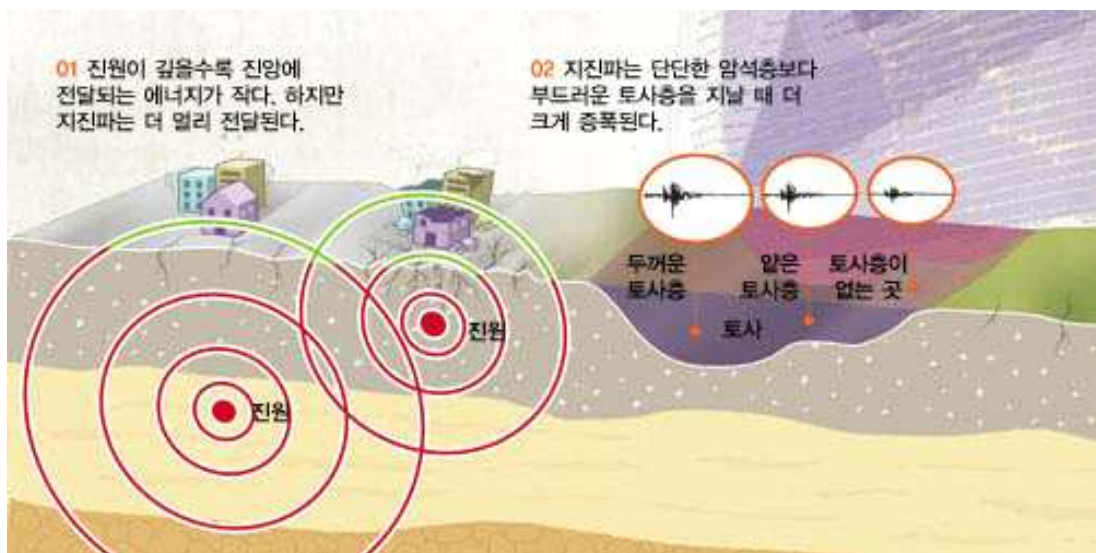 01 진원이 깊을수록 진앙에
전달되는 에너지가 작다. 하지만
지진파는 더 멀리 전달된다.
02 지진파는 단단한 암석층보다
부드러운 토사층을 지날 때 더
크게 증폭된다.
두꺼운
토사층
얕은
토사층
토사층이
없는 곳
토사
진원
진원